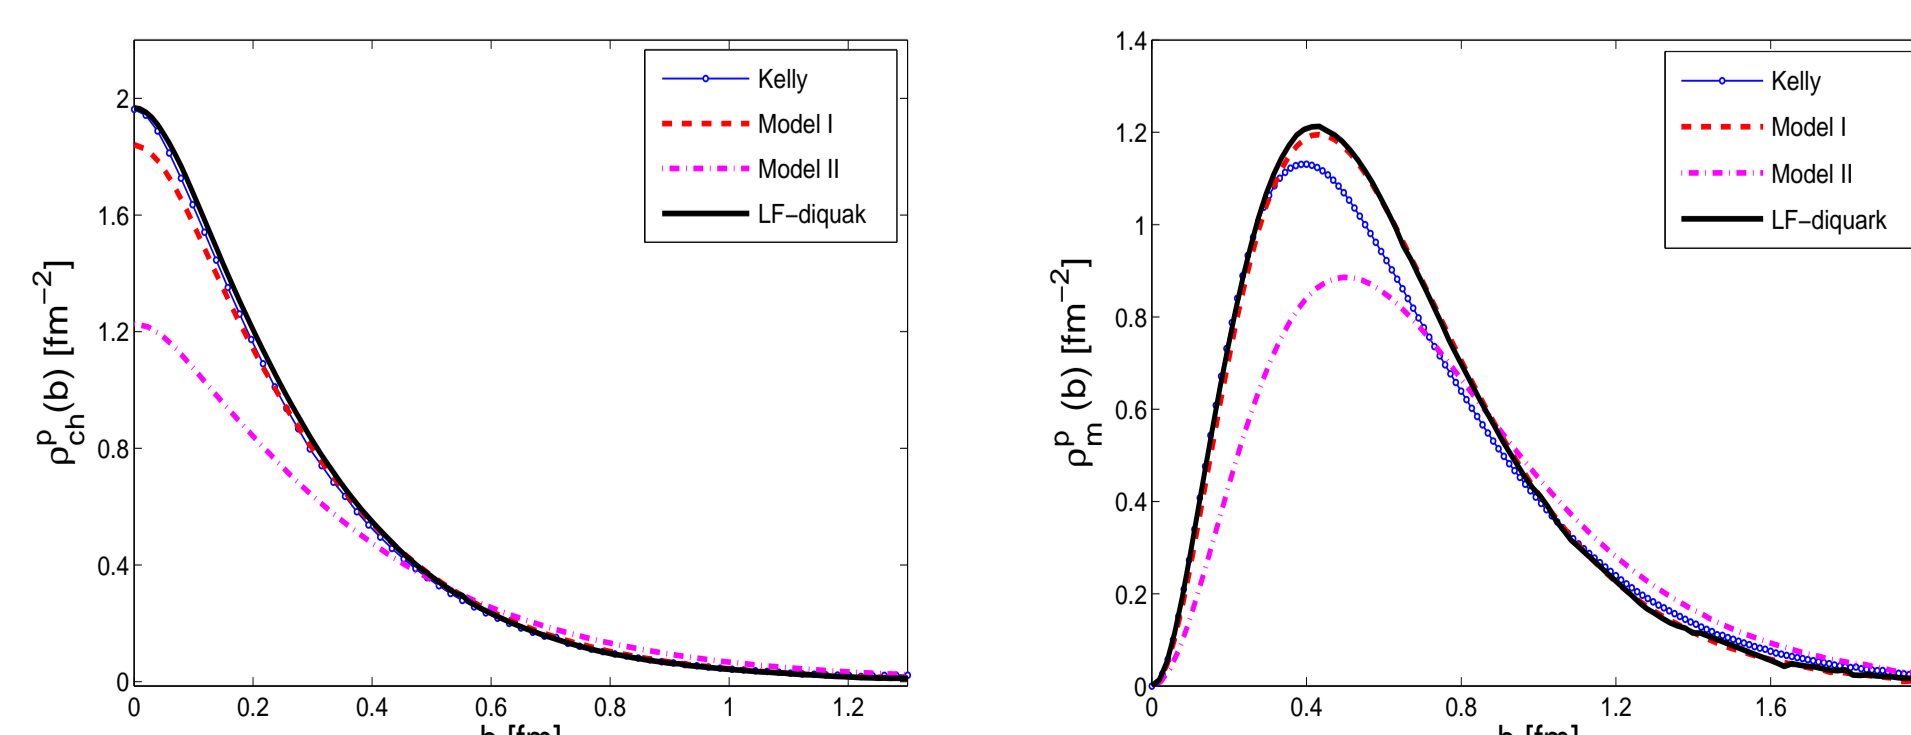 2
1.6
1.2
0.8
0.4
0
0 0.2 0.4 0.6 0.8 1 1.2
b [fm]
ρ^p_ch(b) [fm^−2]
Kelly
Model I
Model II
LF−diquak
1.4
1.2
1
0.8
0.6
0.4
0.2
0
0 0.4 0.8 1.2 1.6
b [fm]
ρ^p_m (b) [fm^−2]
Kelly
Model I
Model II
LF−diquark